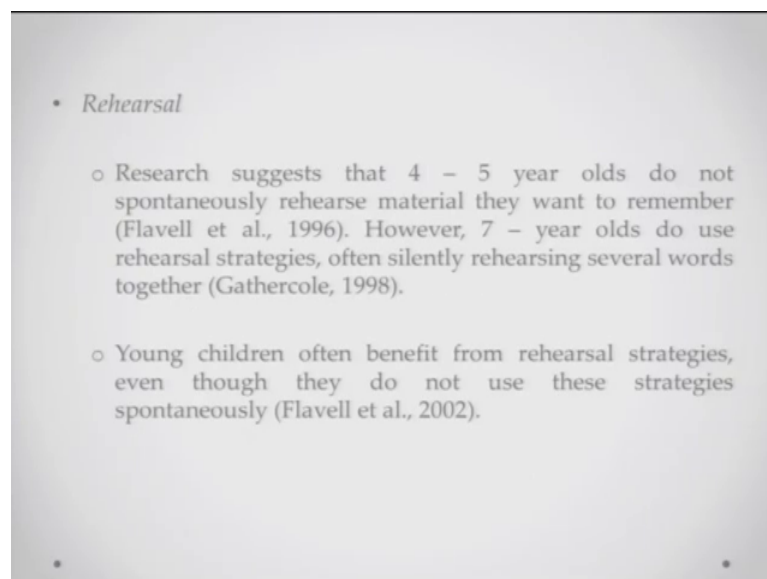 • Rehearsal
o Research suggests that 4 – 5 year olds do not
spontaneously rehearse material they want to remember
(Flavell et al., 1996). However, 7 – year olds do use
rehearsal strategies, often silently rehearsing several words
together (Gathercole, 1998).
o Young children often benefit from rehearsal strategies,
even though they do not use these strategies
spontaneously (Flavell et al., 2002).